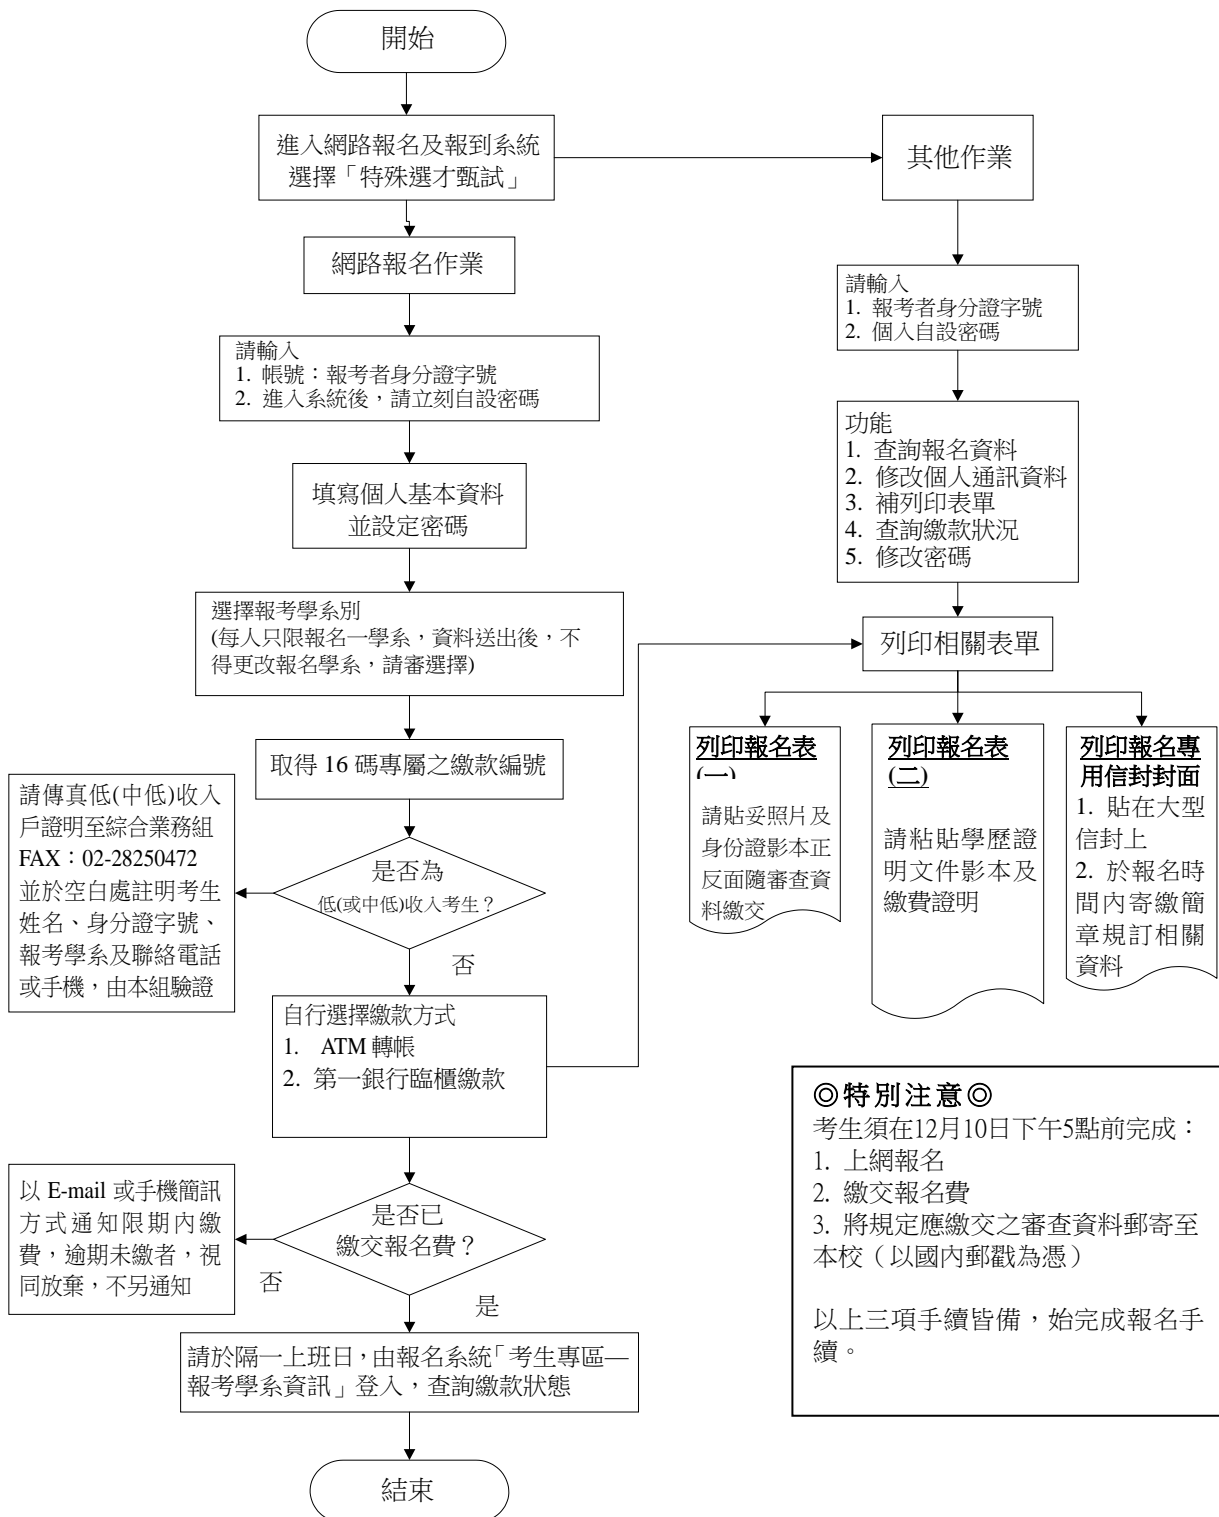 開始
進入網路報名及報到系統
選擇「特殊選才甄試」
其他作業
網路報名作業
請輸入
1. 報考者身分證字號
2. 個人自設密碼
請輸入
1. 帳號：報考者身分證字號
2. 進入系統後，請立刻自設密碼
功能
1. 查詢報名資料
2. 修改個人通訊資料
3. 補列印表單
4. 查詢繳款狀況
5. 修改密碼
填寫個人基本資料
並設定密碼
選擇報考學系別
(每人只限報名一學系，資料送出後，不
得更改報名學系，請審選擇)
列印相關表單
取得 16 碼專屬之繳款編號
列印報名表
(一)
請貼妥照片及
身份證影本正
反面隨審查資
料繳交
列印報名表
(二)
請粘貼學歷證
明文件影本及
繳費證明
列印報名專
用信封封面
1. 貼在大型
信封上
2. 於報名時
間內寄繳簡
章規訂相關
資料
請傳真低(中低)收入
戶證明至綜合業務組
FAX：02-28250472
並於空白處註明考生
姓名、身分證字號、
報考學系及聯絡電話
或手機，由本組驗證
是否為
低(或中低)收入考生？
否
自行選擇繳款方式
1. ATM 轉帳
2. 第一銀行臨櫃繳款
◎特別注意◎
考生須在12月10日下午5點前完成：
1. 上網報名
2. 繳交報名費
3. 將規定應繳交之審查資料郵寄至
本校（以國內郵戳為憑）
以上三項手續皆備，始完成報名手
續。
以 E-mail 或手機簡訊
方式通知限期內繳
費，逾期未繳者，視
同放棄，不另通知
是否已
繳交報名費？
否
是
請於隔一上班日，由報名系統「考生專區—
報考學系資訊」登入，查詢繳款狀態
結束